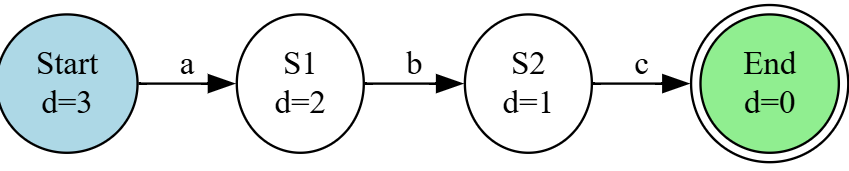 Start
d=3
a
S1
d=2
b
S2
d=1
c
End
d=0